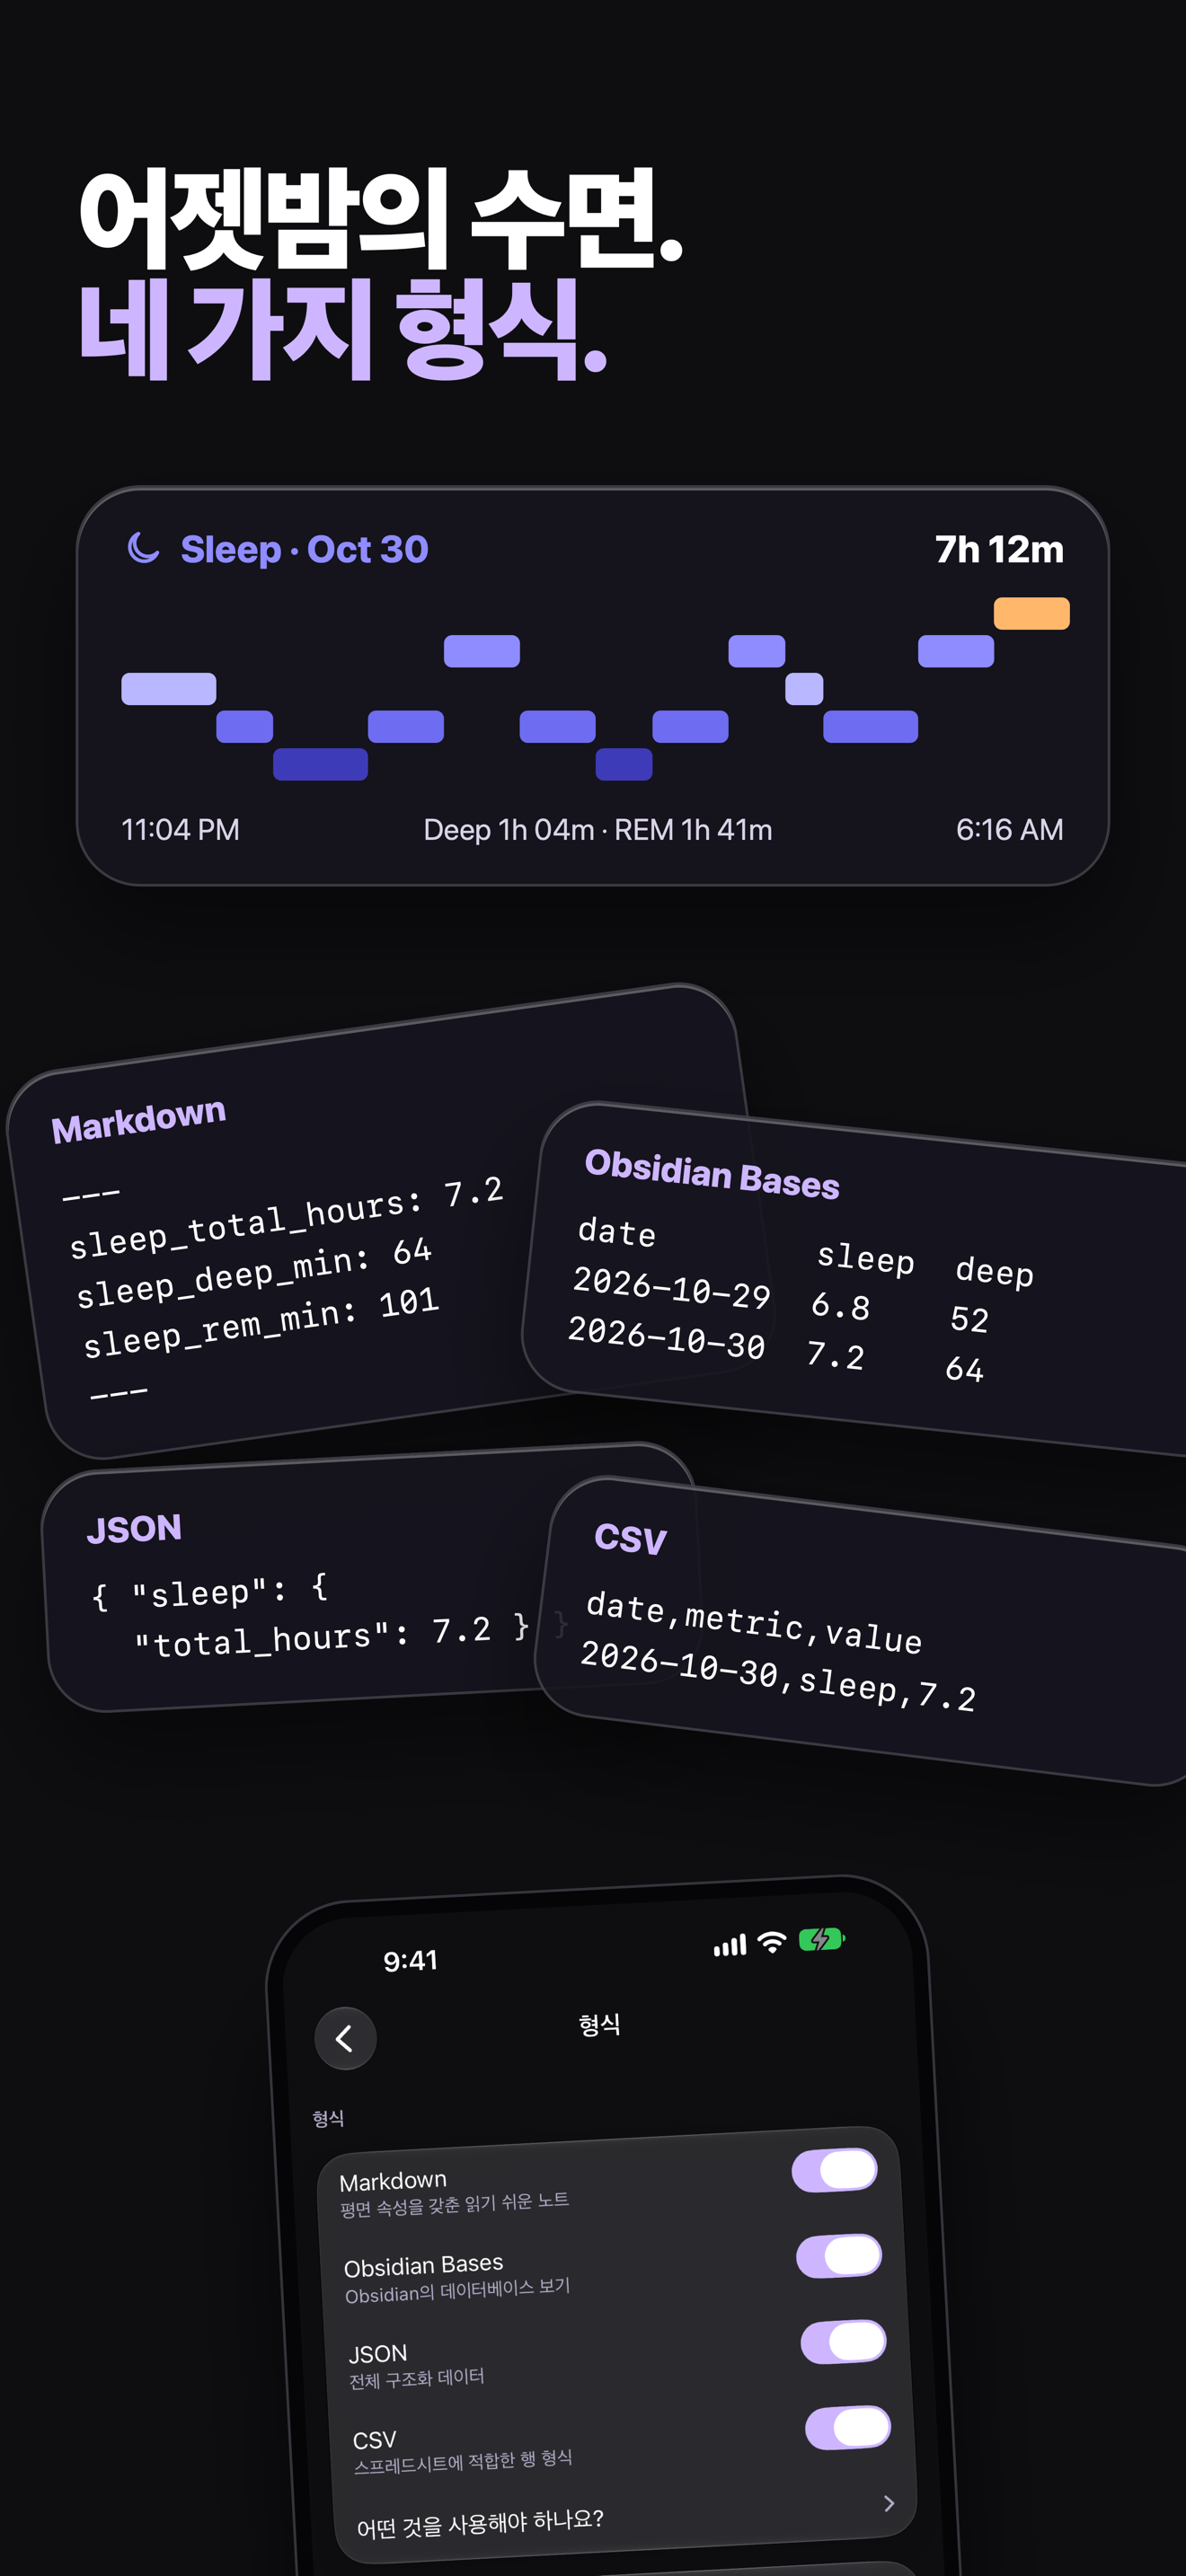 어젯밤의 수면.
네 가지 형식.
Sleep · Oct 30
7h 12m
11:04 PM
Deep 1h 04m · REM 1h 41m
6:16 AM
Markdown
---
sleep_total_hours: 7.2
sleep_deep_min: 64
sleep_rem_min: 101
---
Obsidian Bases
date sleep deep
2026-10-29 6.8 52
2026-10-30 7.2 64
JSON
{ "sleep": {
"total_hours": 7.2 } }
CSV
date,metric,value
2026-10-30,sleep,7.2
9:41
형식
형식
Markdown
평면 속성을 갖춘 읽기 쉬운 노트
Obsidian Bases
Obsidian의 데이터베이스 보기
JSON
전체 구조화 데이터
CSV
스프레드시트에 적합한 행 형식
어떤 것을 사용해야 하나요?